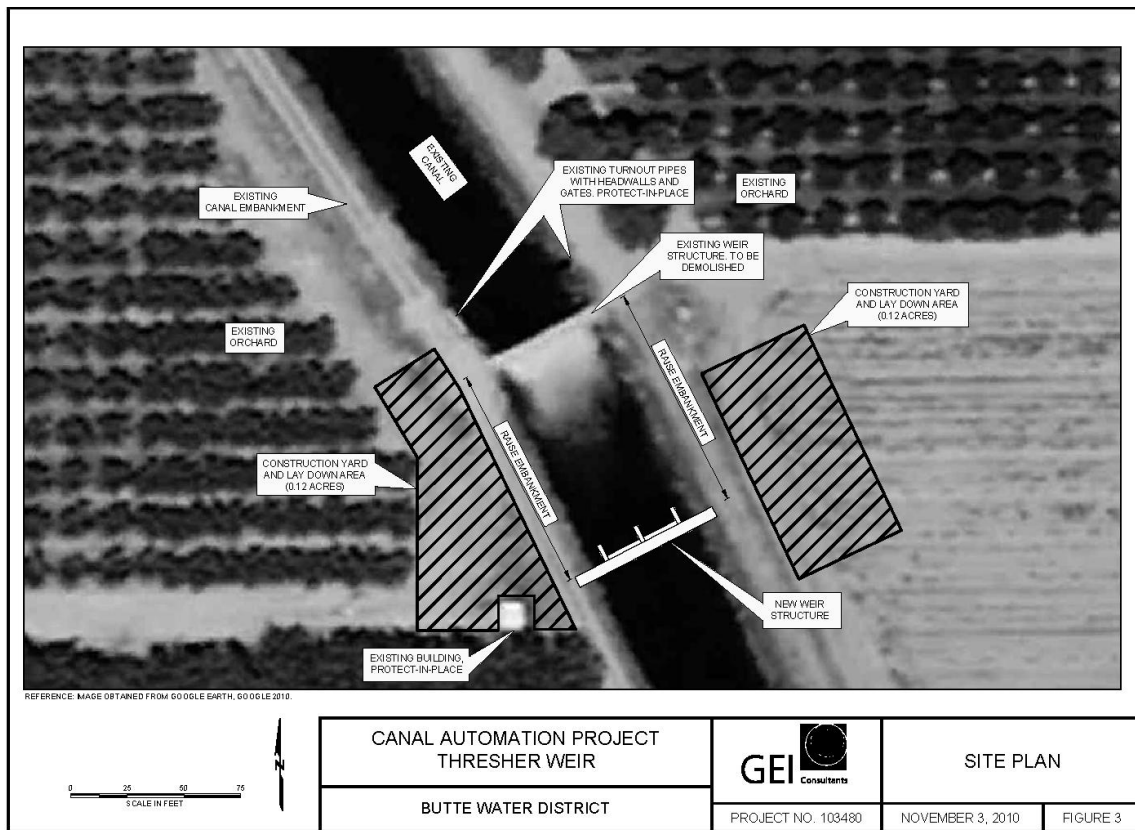 EXISTING
CANAL
EXISTING TURNOUT PIPES
WITH HEADWALLS AND
GATES. PROTECT-IN-PLACE
EXISTING
ORCHARD
EXISTING
CANAL EMBANKMENT
EXISTING WEIR
STRUCTURE. TO BE
DEMOLISHED
CONSTRUCTION YARD
AND LAY DOWN AREA
(0.12 ACRES)
EXISTING
ORCHARD
RAISE EMBANKMENT
RAISE EMBANKMENT
CONSTRUCTION YARD
AND LAY DOWN AREA
(0.12 ACRES)
NEW WEIR
STRUCTURE
EXISTING BUILDING,
PROTECT-IN-PLACE
REFERENCE: IMAGE OBTAINED FROM GOOGLE EARTH, GOOGLE 2010.
0 25 50 75
SCALE IN FEET
N
CANAL AUTOMATION PROJECT
THRESHER WEIR
BUTTE WATER DISTRICT
GEI Consultants
PROJECT NO. 103480
SITE PLAN
NOVEMBER 3, 2010
FIGURE 3